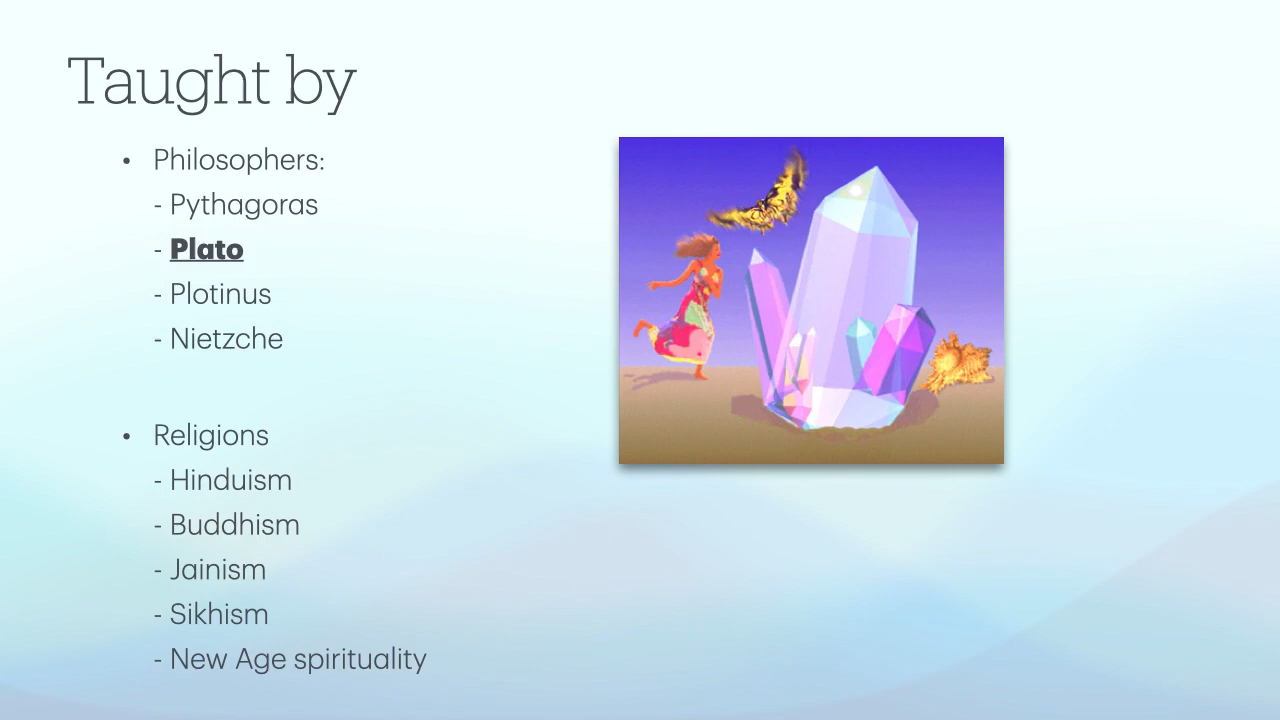 Taught by
• Philosophers:
- Pythagoras
- Plato
- Plotinus
- Nietzche
• Religions
- Hinduism
- Buddhism
- Jainism
- Sikhism
- New Age spirituality